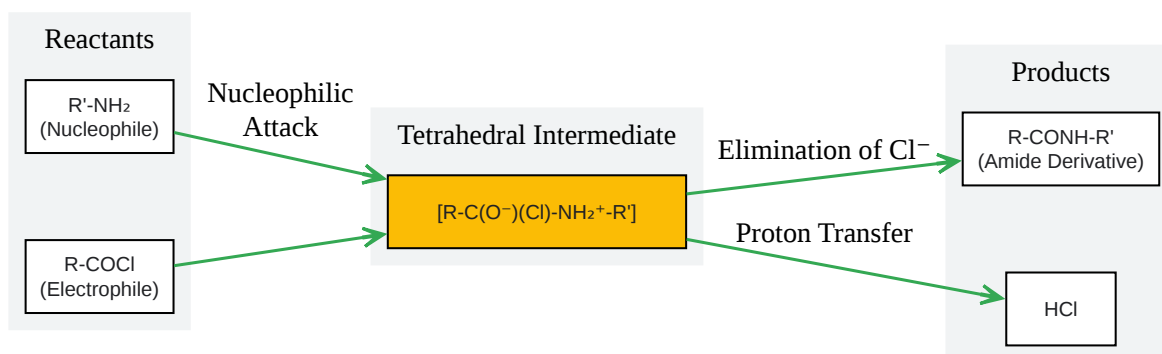 Reactants
R'-NH₂
(Nucleophile)
R-COCl
(Electrophile)
Nucleophilic
Attack
Tetrahedral Intermediate
[R-C(O⁻)(Cl)-NH₂⁺-R']
Elimination of Cl⁻
Proton Transfer
Products
R-CONH-R'
(Amide Derivative)
HCl